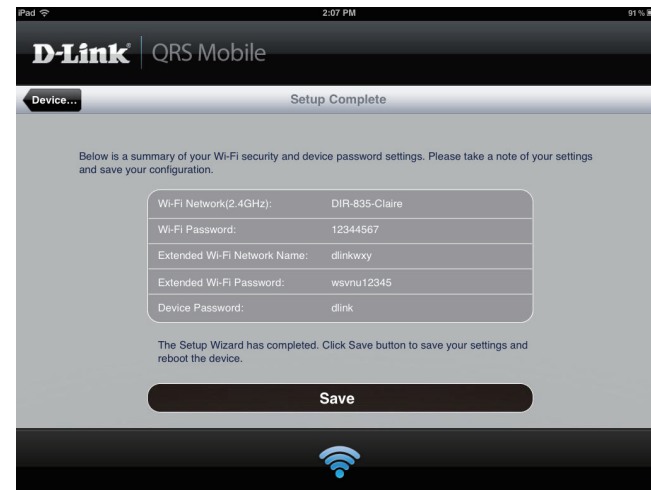 iPad 2:07 PM 91 %
D-Link® QRS Mobile
Device... Setup Complete
Below is a summary of your Wi-Fi security and device password settings. Please take a note of your settings
and save your configuration.
Wi-Fi Network(2.4GHz): DIR-835-Claire
Wi-Fi Password: 12344567
Extended Wi-Fi Network Name: dlinkwxy
Extended Wi-Fi Password: wsvnu12345
Device Password: dlink
The Setup Wizard has completed. Click Save button to save your settings and
reboot the device.
Save